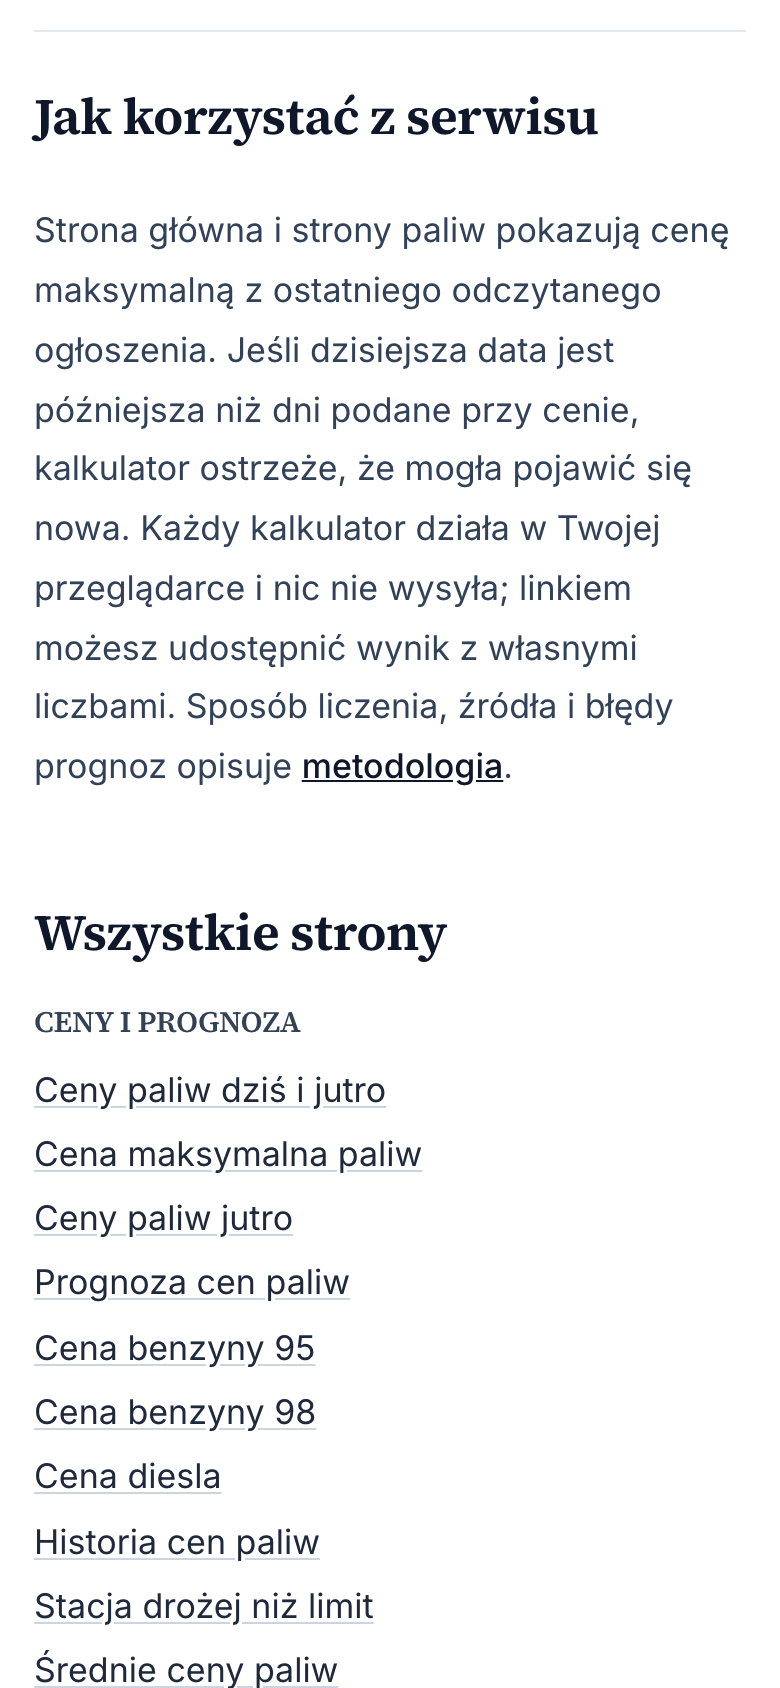 Jak korzystać z serwisu
Strona główna i strony paliw pokazują cenę
maksymalną z ostatniego odczytanego
ogłoszenia. Jeśli dzisiejsza data jest
późniejsza niż dni podane przy cenie,
kalkulator ostrzeże, że mogła pojawić się
nowa. Każdy kalkulator działa w Twojej
przeglądarce i nic nie wysyła; linkiem
możesz udostępnić wynik z własnymi
liczbami. Sposób liczenia, źródła i błędy
prognoz opisuje metodologia.
Wszystkie strony
CENY I PROGNOZA
Ceny paliw dziś i jutro
Cena maksymalna paliw
Ceny paliw jutro
Prognoza cen paliw
Cena benzyny 95
Cena benzyny 98
Cena diesla
Historia cen paliw
Stacja drożej niż limit
Średnie ceny paliw